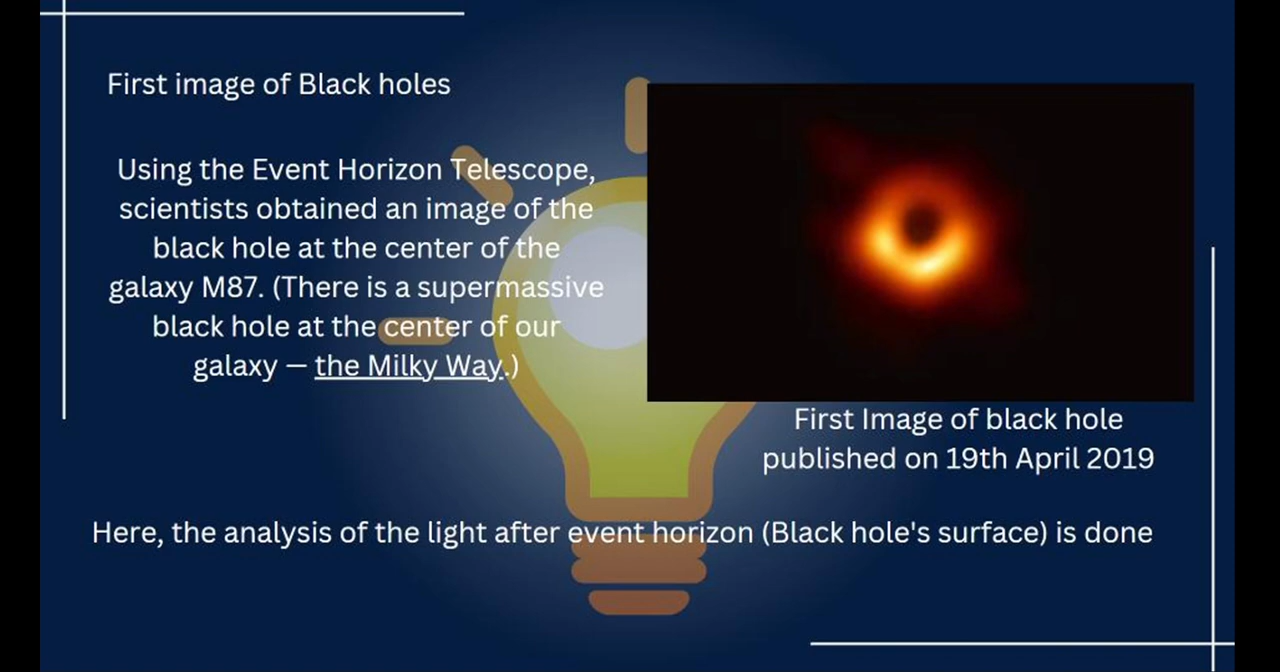 First image of Black holes
Using the Event Horizon Telescope,
scientists obtained an image of the
black hole at the center of the
galaxy M87. (There is a supermassive
black hole at the center of our
galaxy — the Milky Way.)
First Image of black hole
published on 19th April 2019
Here, the analysis of the light after event horizon (Black hole's surface) is done